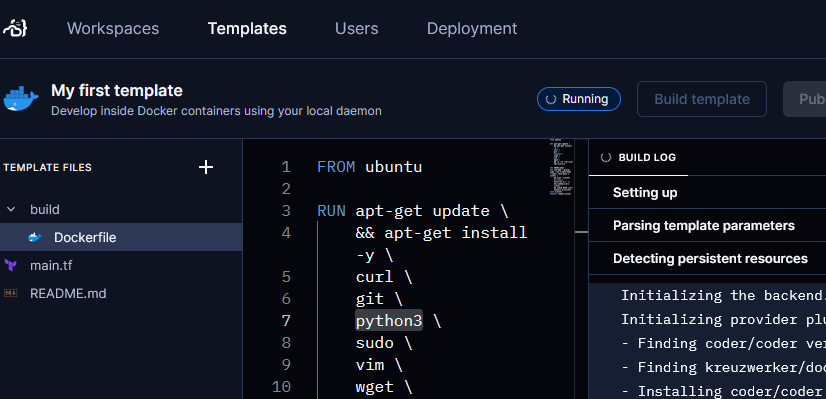 Workspaces Templates Users Deployment
My first template
Develop inside Docker containers using your local daemon
Running
Build template
Pub
TEMPLATE FILES +
build
Dockerfile
main.tf
README.md
1 FROM ubuntu
2
3 RUN apt-get update \
4 && apt-get install
-y \
5 curl \
6 git \
7 python3 \
8 sudo \
9 vim \
10 wget \
BUILD LOG
Setting up
Parsing template parameters
Detecting persistent resources
Initializing the backend.
Initializing provider plu
- Finding coder/coder ver
- Finding kreuzwerker/doc
- Installing coder/coder